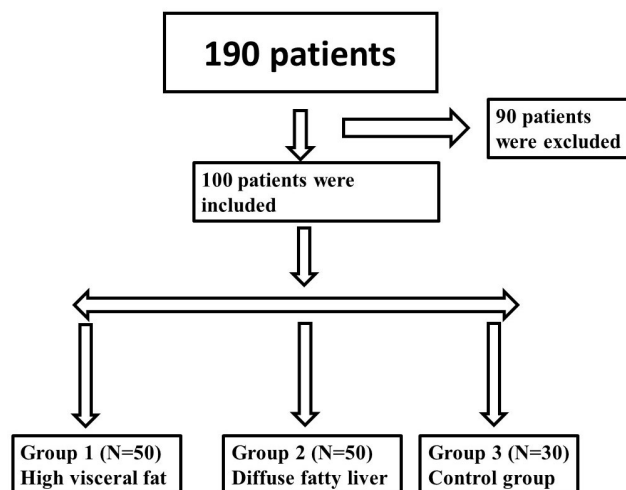 190 patients
90 patients
were excluded
100 patients were
included
Group 1 (N=50)
High visceral fat
Group 2 (N=50)
Diffuse fatty liver
Group 3 (N=30)
Control group